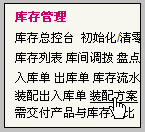 库存管理
库存总控台 初始化/清零
库存列表 库间调拨 盘点
入库单 出库单 库存流水
装配出入库单 装配方案
需交付产品与库存 比